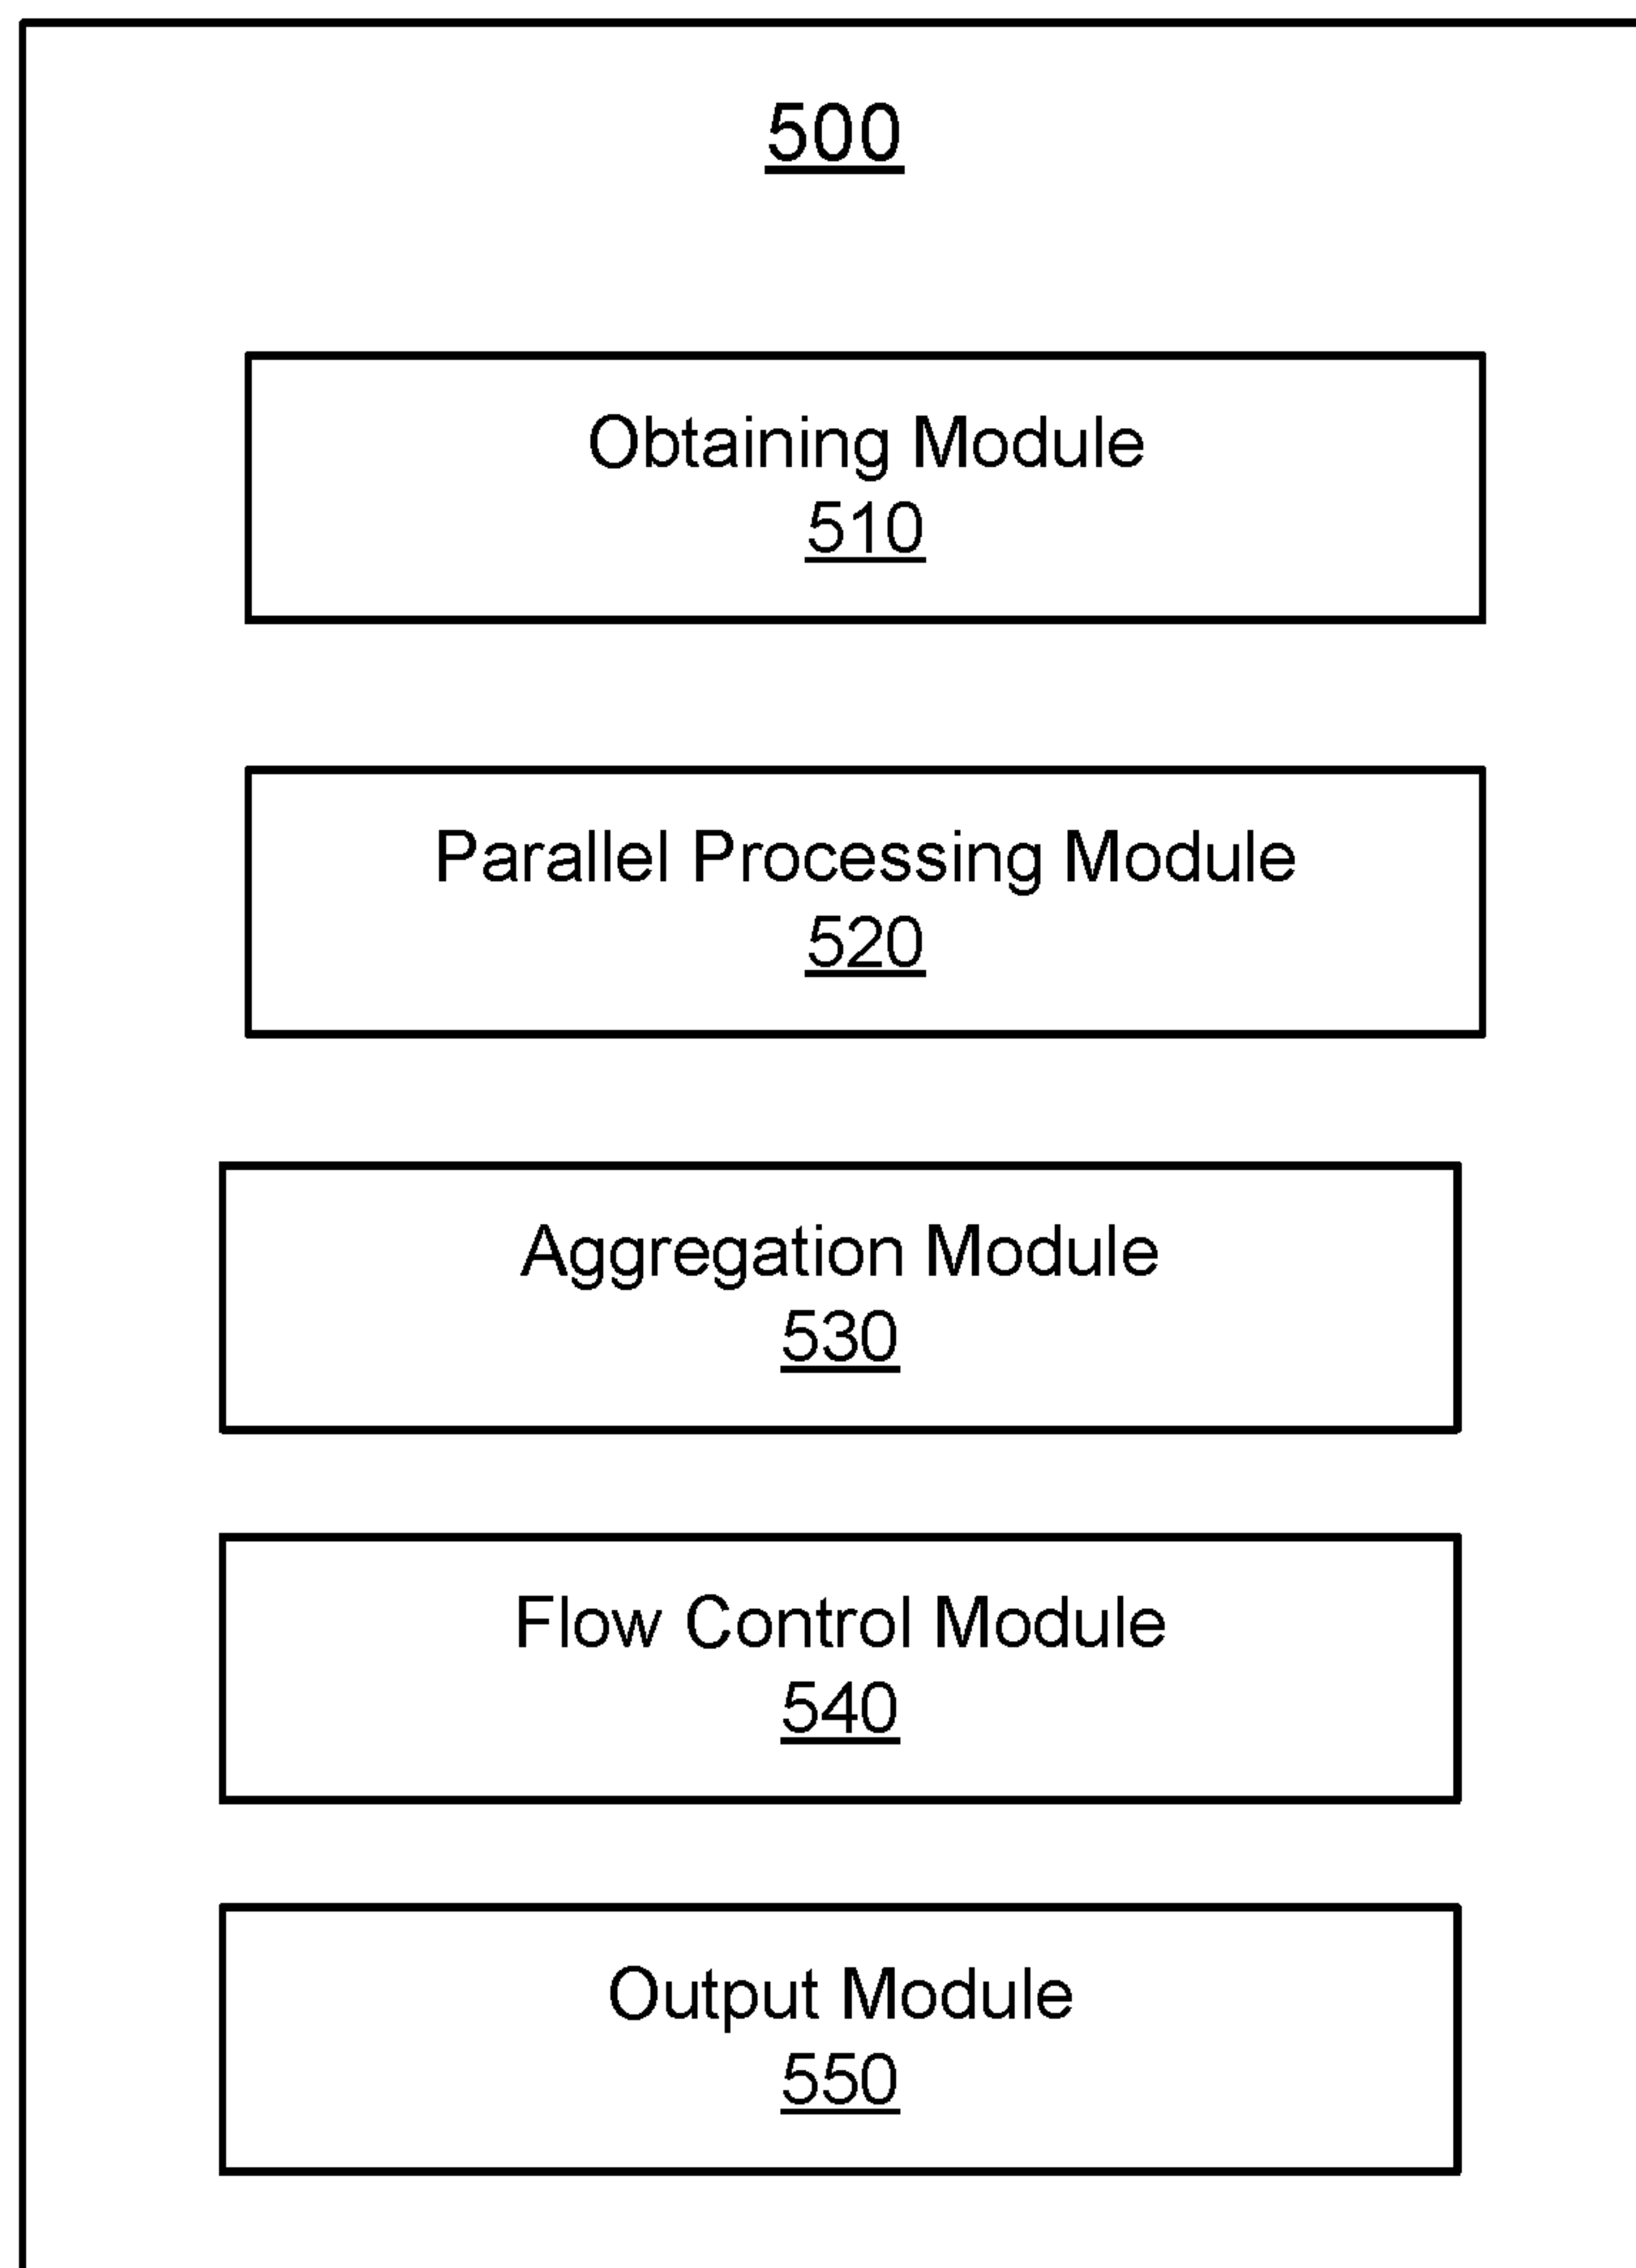 500
Obtaining Module
510
Parallel Processing Module
520
Aggregation Module
530
Flow Control Module
540
Output Module
550